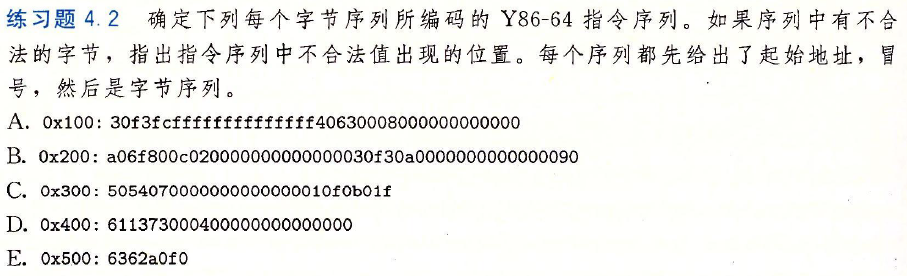 练习题 4.2 确定下列每个字节序列所编码的 Y86-64 指令序列。如果序列中有不合
法的字节，指出指令序列中不合法值出现的位置。每个序列都先给出了起始地址，冒
号，然后是字节序列。
A. 0x100: 30f3fcffffffffffffff40630008000000000000
B. 0x200: a06f800c020000000000000030f30a0000000000000090
C. 0x300: 5054070000000000000010f0b01f
D. 0x400: 611373000400000000000000
E. 0x500: 6362a0f0